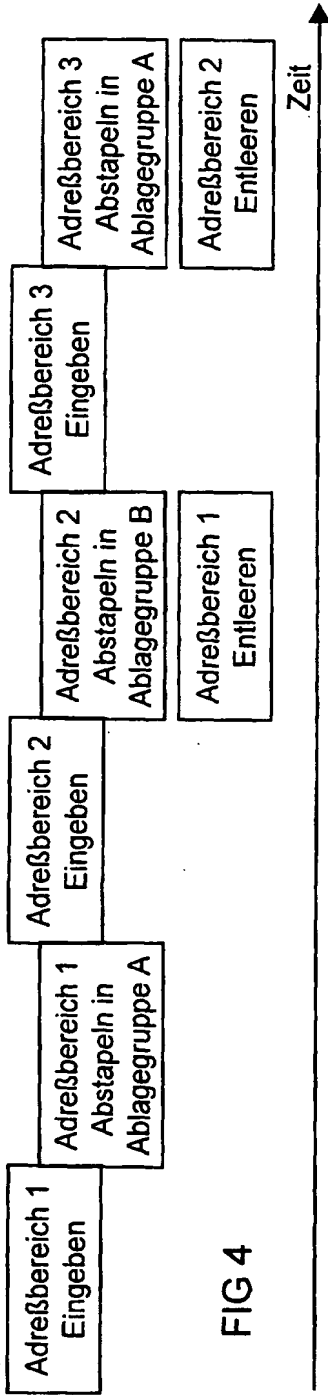 Adreßbereich 1
Eingeben
Adreßbereich 1
Abstapeln in
Ablagegruppe A
Adreßbereich 2
Eingeben
Adreßbereich 2
Abstapeln in
Ablagegruppe B
Adreßbereich 1
Entleeren
Adreßbereich 3
Eingeben
Adreßbereich 3
Abstapeln in
Ablagegruppe A
Adreßbereich 2
Entleeren
Zeit
FIG 4